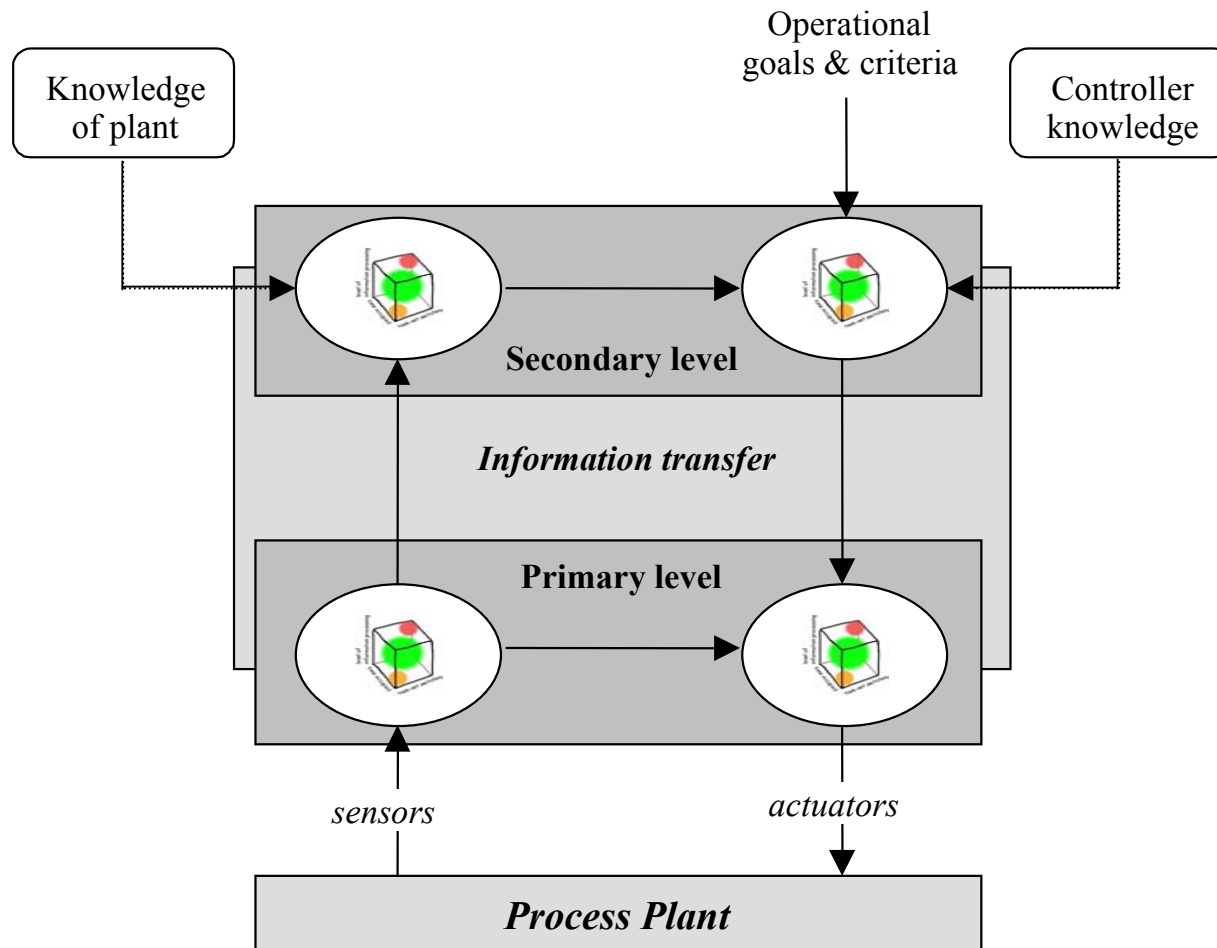 Operational
goals & criteria
Knowledge
of plant
Controller
knowledge
Secondary level
Information transfer
Primary level
sensors
actuators
Process Plant